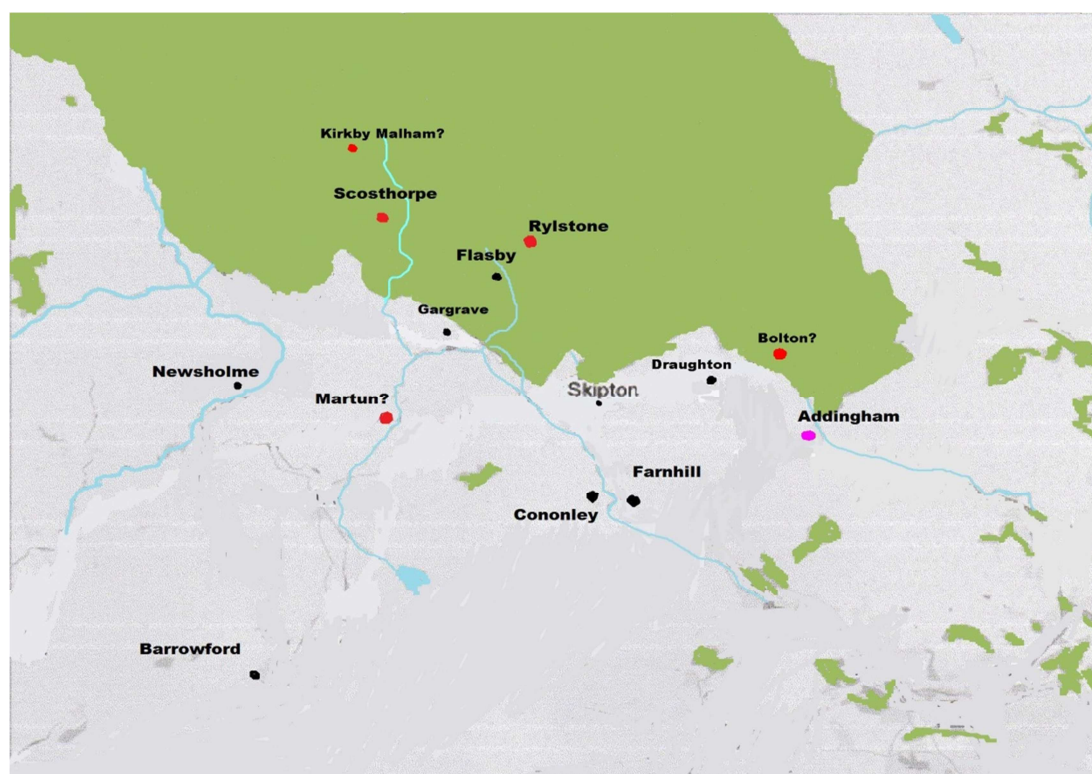 Kirkby Malham?
Scosthorpe
Rylstone
Flasby
Gargrave
Bolton?
Draughton
Newsholme
Skipton
Martun?
Addingham
Farnhill
Cononley
Barrowford